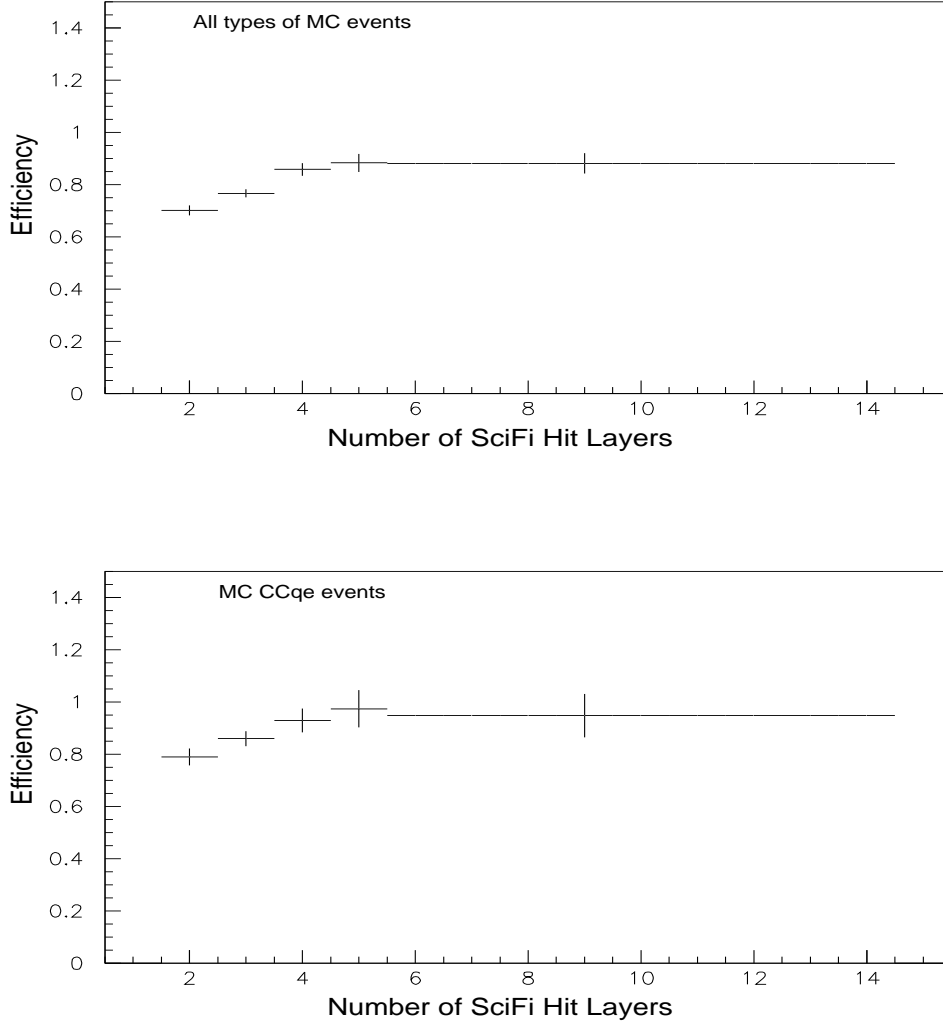 All types of MC events
1.4
1.2
1
0.8
0.6
0.4
0.2
0
Efficiency
2 4 6 8 10 12 14
Number of SciFi Hit Layers
MC CCqe events
1.4
1.2
1
0.8
0.6
0.4
0.2
0
Efficiency
2 4 6 8 10 12 14
Number of SciFi Hit Layers